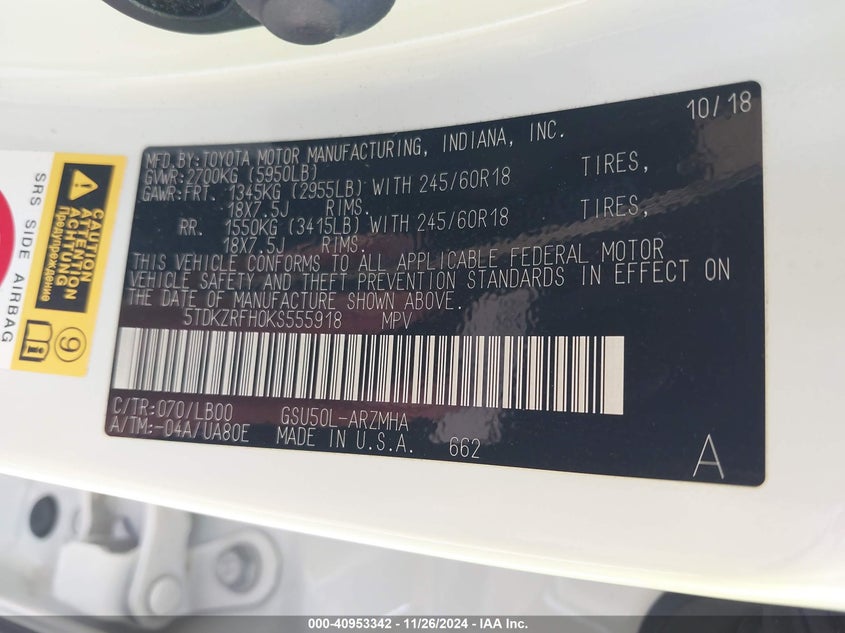 10/18
MFD.BY:TOYOTA MOTOR MANUFACTURING, INDIANA, INC.
GVWR:2700KG (5950LB)
GAWR:FRT. 1345KG (2955LB) WITH 245/60R18 TIRES,
18X7.5J RIMS.
RR. 1550KG (3415LB) WITH 245/60R18 TIRES,
18X7.5J RIMS.
THIS VEHICLE CONFORMS TO ALL APPLICABLE FEDERAL MOTOR
VEHICLE SAFETY AND THEFT PREVENTION STANDARDS IN EFFECT ON
THE DATE OF MANUFACTURE SHOWN ABOVE.
5TDKZRFH0KS555918 MPV
C/TR:070/LB00 GSU50L-ARZMHA
A/TM:-04A/UA80E MADE IN U.S.A. 662
A
SRS SIDE AIRBAG
CAUTION
ATTENTION
ACHTUNG
Предупреждение
9
000-40953342 - 11/26/2024 - IAA Inc.